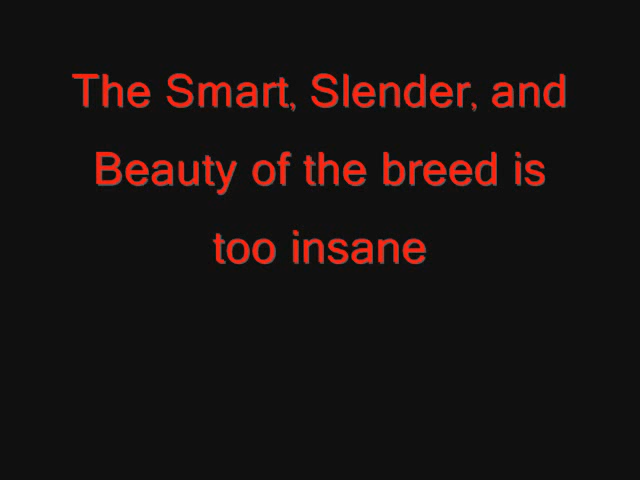 The Smart, Slender, and
Beauty of the breed is
too insane